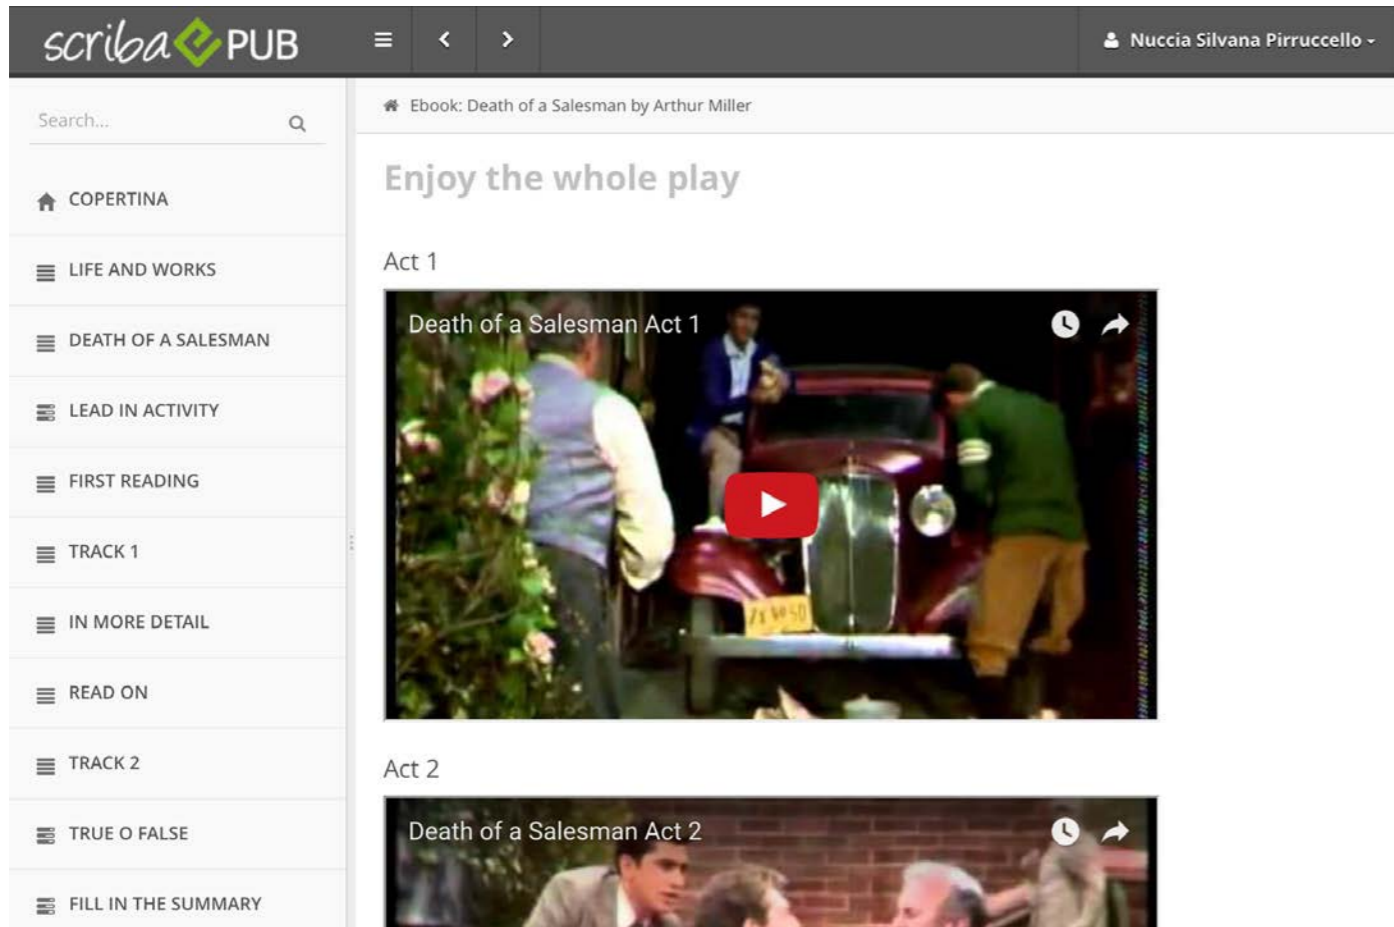 scriba e PUB
Nuccia Silvana Pirruccello
Search...
Ebook: Death of a Salesman by Arthur Miller
COPERTINA
LIFE AND WORKS
DEATH OF A SALESMAN
LEAD IN ACTIVITY
FIRST READING
TRACK 1
IN MORE DETAIL
READ ON
TRACK 2
TRUE O FALSE
FILL IN THE SUMMARY
Enjoy the whole play
Act 1
Death of a Salesman Act 1
Act 2
Death of a Salesman Act 2